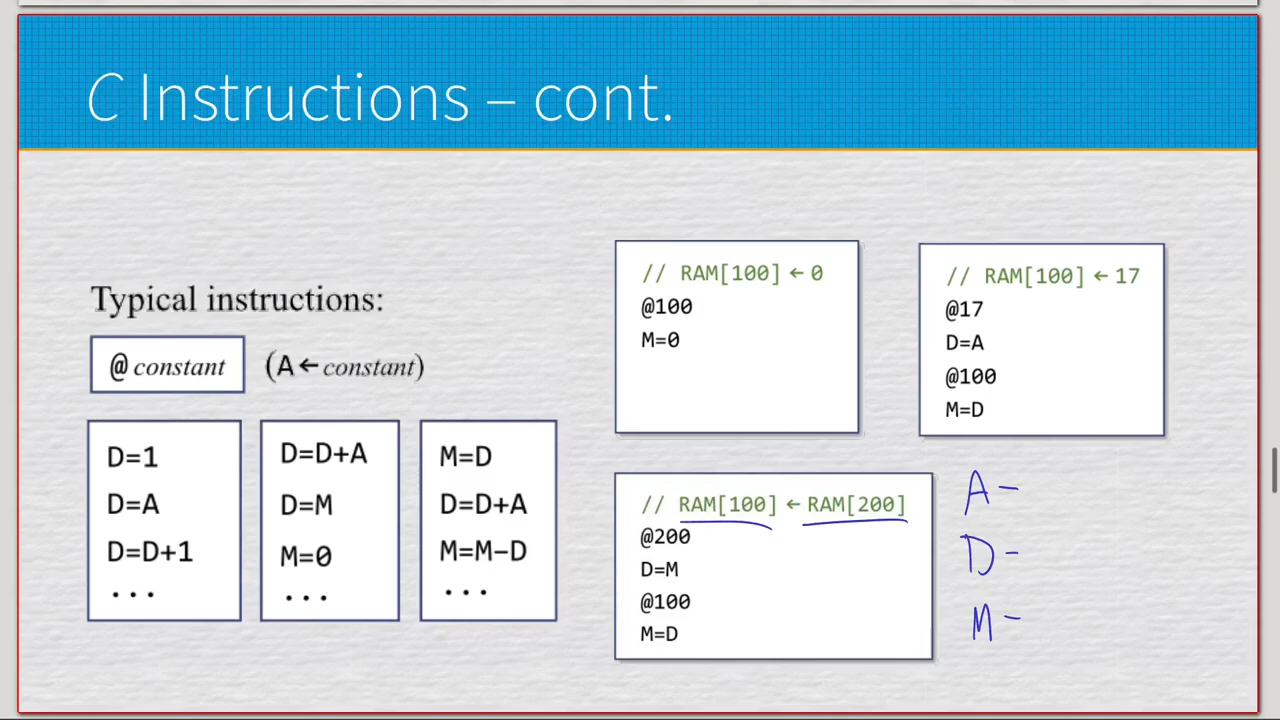 C Instructions – cont.
Typical instructions:
@ constant (A ← constant)
D=1
D=A
D=D+1
...
D=D+A
D=M
M=0
...
M=D
D=D+A
M=M−D
...
// RAM[100] ← 0
@100
M=0
// RAM[100] ← 17
@17
D=A
@100
M=D
// RAM[100] ← RAM[200]
@200
D=M
@100
M=D
A -
D -
M -